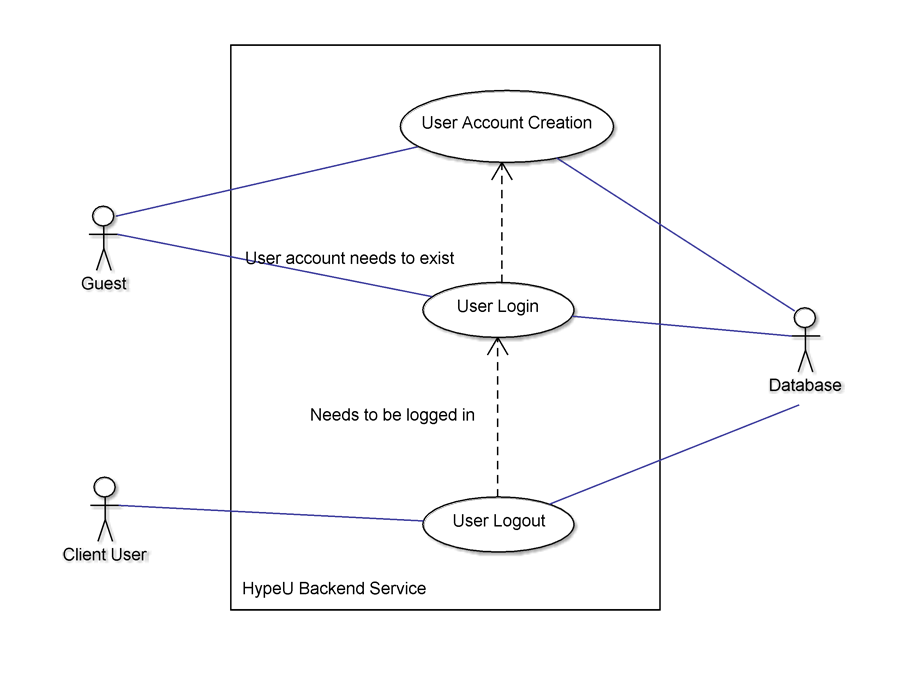 User Account Creation
Guest
User account needs to exist
User Login
Database
Needs to be logged in
Client User
User Logout
HypeU Backend Service